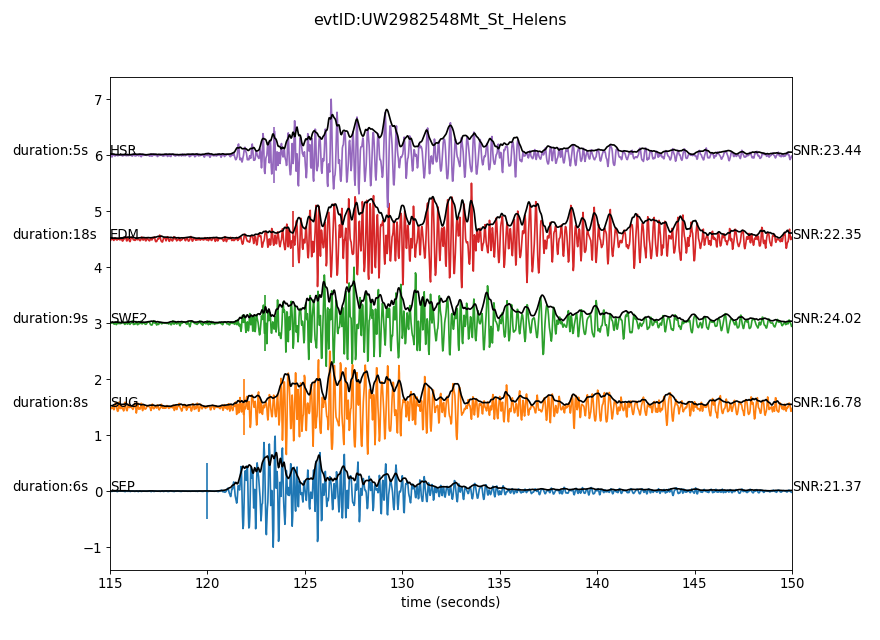 evtID:UW2982548Mt_St_Helens
7
duration:5s HSR SNR:23.44
6
5
duration:18s EDM SNR:22.35
4
duration:9s SWF2 SNR:24.02
3
2
duration:8s SUG SNR:16.78
1
duration:6s SEP SNR:21.37
0
−1
115 120 125 130 135 140 145 150
time (seconds)